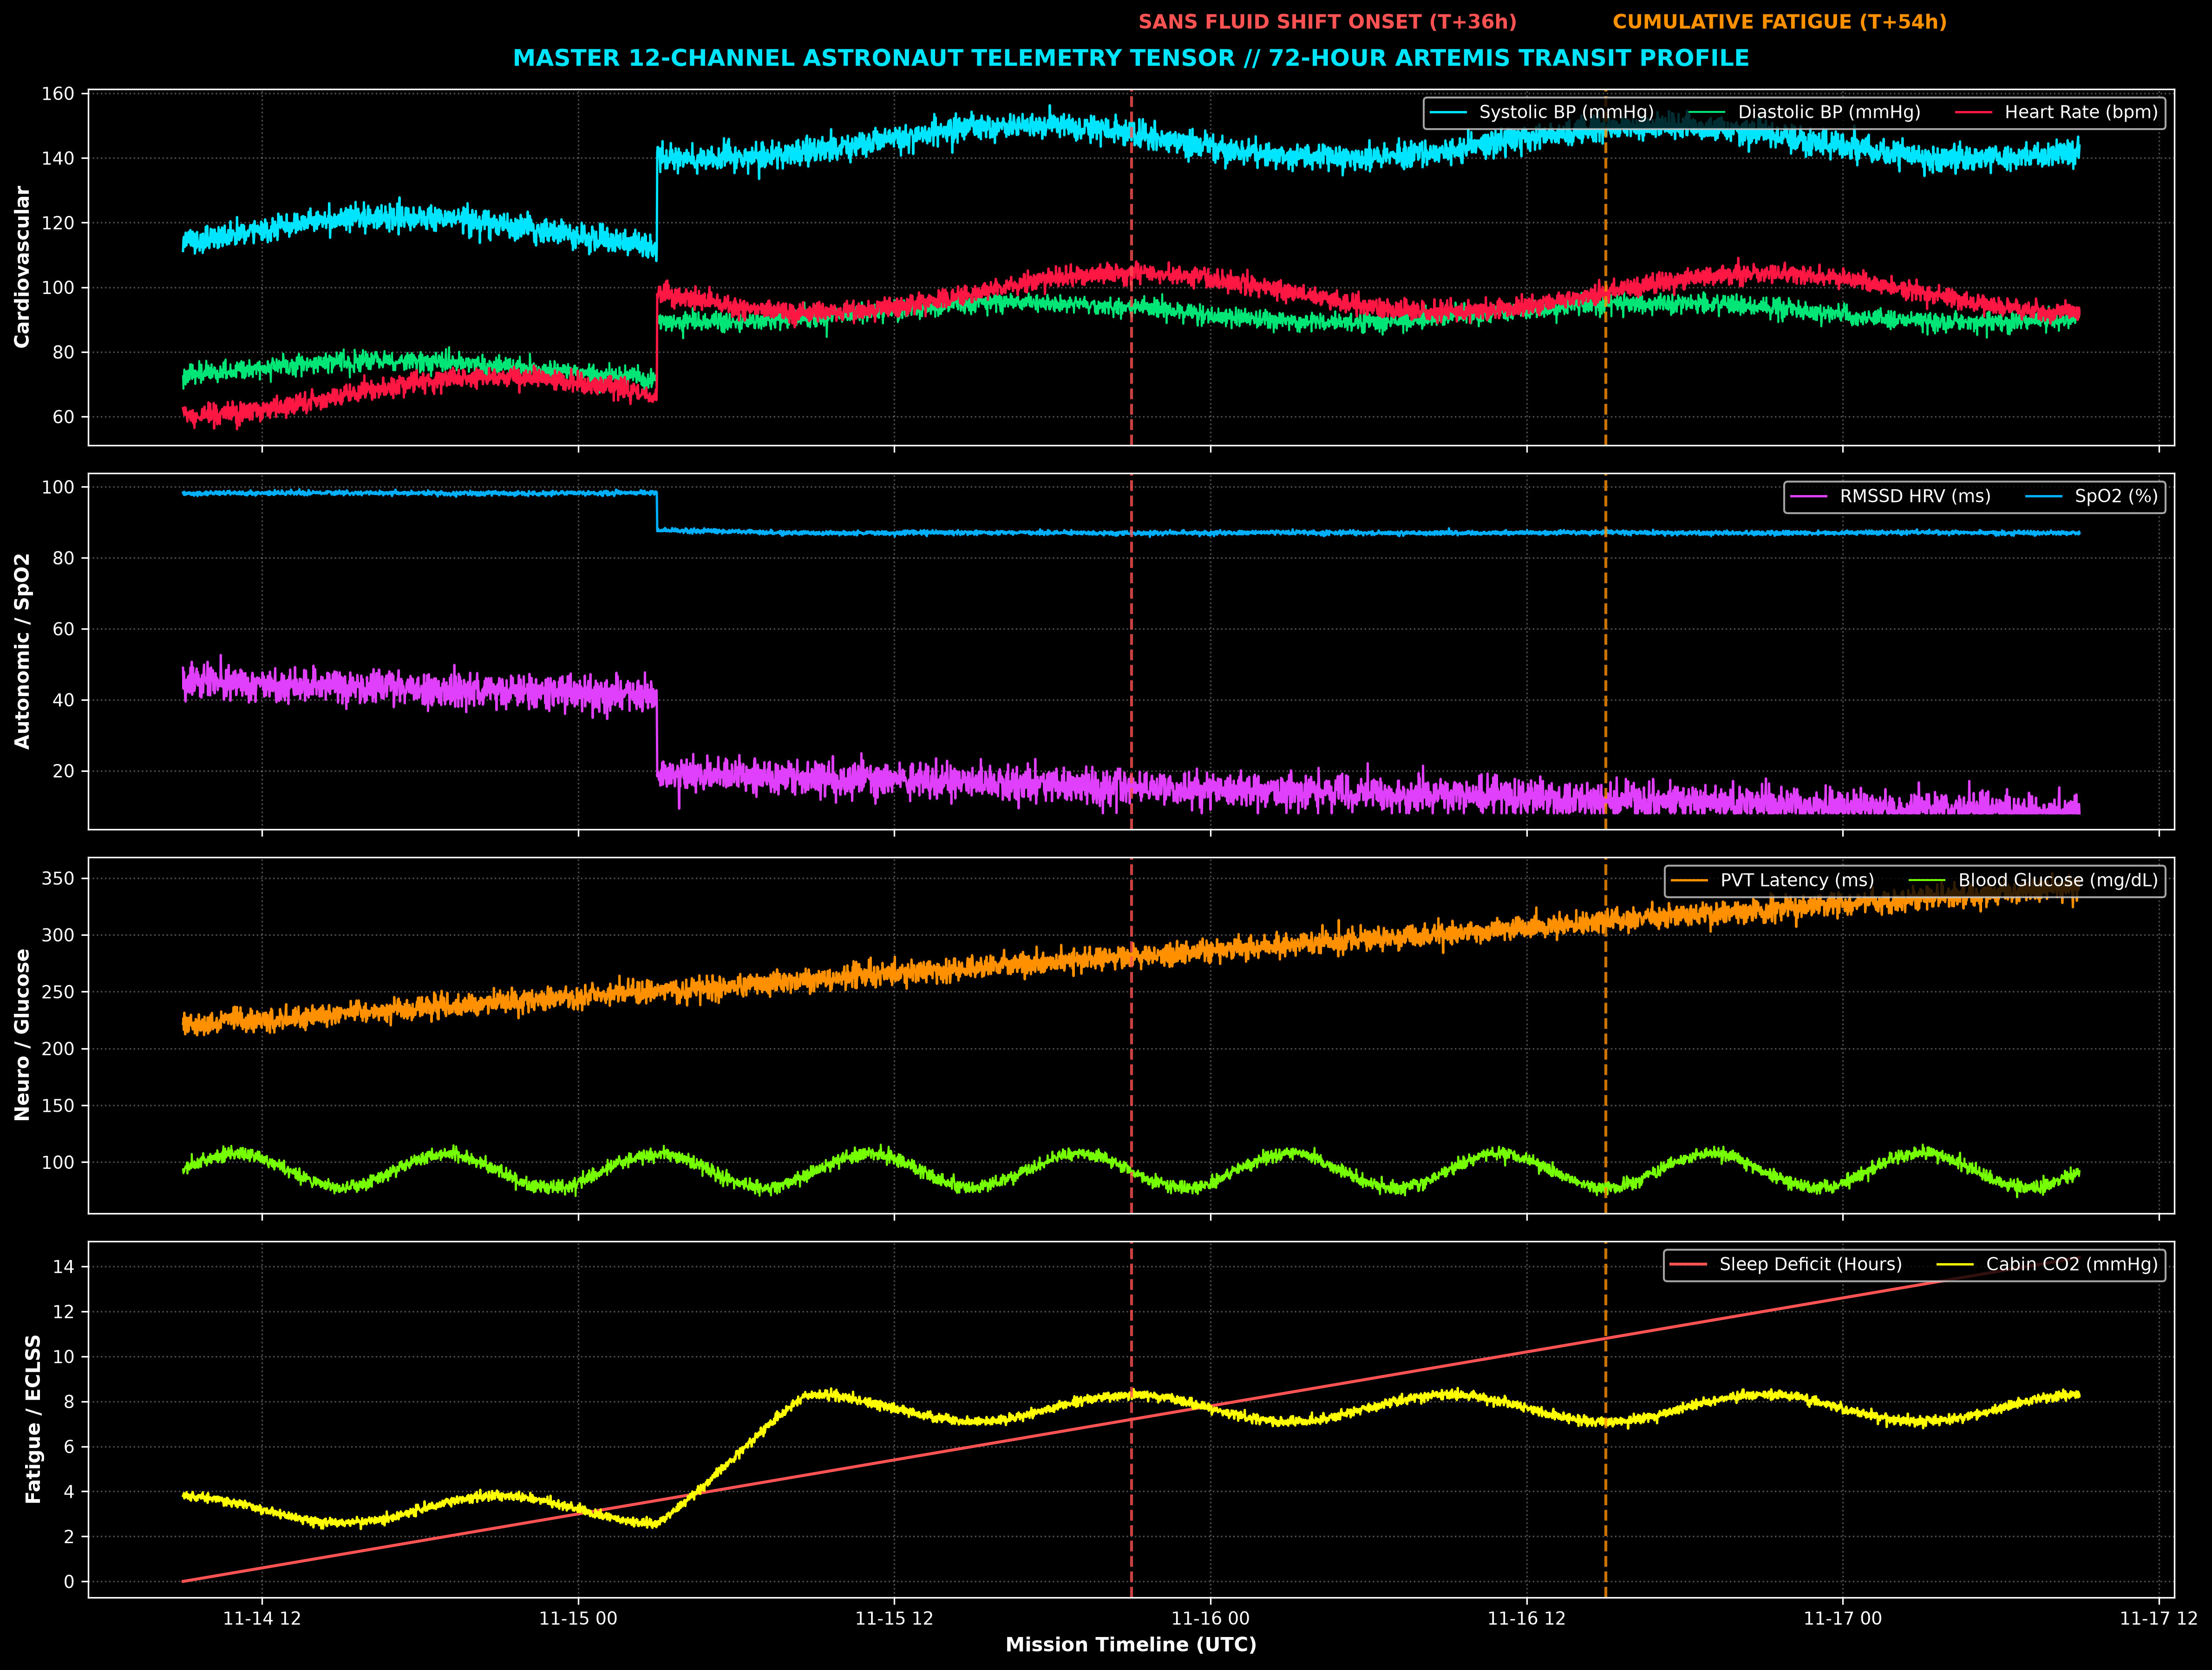 SANS FLUID SHIFT ONSET (T+36h) CUMULATIVE FATIGUE (T+54h)
MASTER 12-CHANNEL ASTRONAUT TELEMETRY TENSOR // 72-HOUR ARTEMIS TRANSIT PROFILE
Cardiovascular
160
140
120
100
80
60
Systolic BP (mmHg) Diastolic BP (mmHg) Heart Rate (bpm)
Autonomic / SpO2
100
80
60
40
20
RMSSD HRV (ms) SpO2 (%)
Neuro / Glucose
350
300
250
200
150
100
PVT Latency (ms) Blood Glucose (mg/dL)
Fatigue / ECLSS
14
12
10
8
6
4
2
0
Sleep Deficit (Hours) Cabin CO2 (mmHg)
11-14 12 11-15 00 11-15 12 11-16 00 11-16 12 11-17 00 11-17 12
Mission Timeline (UTC)